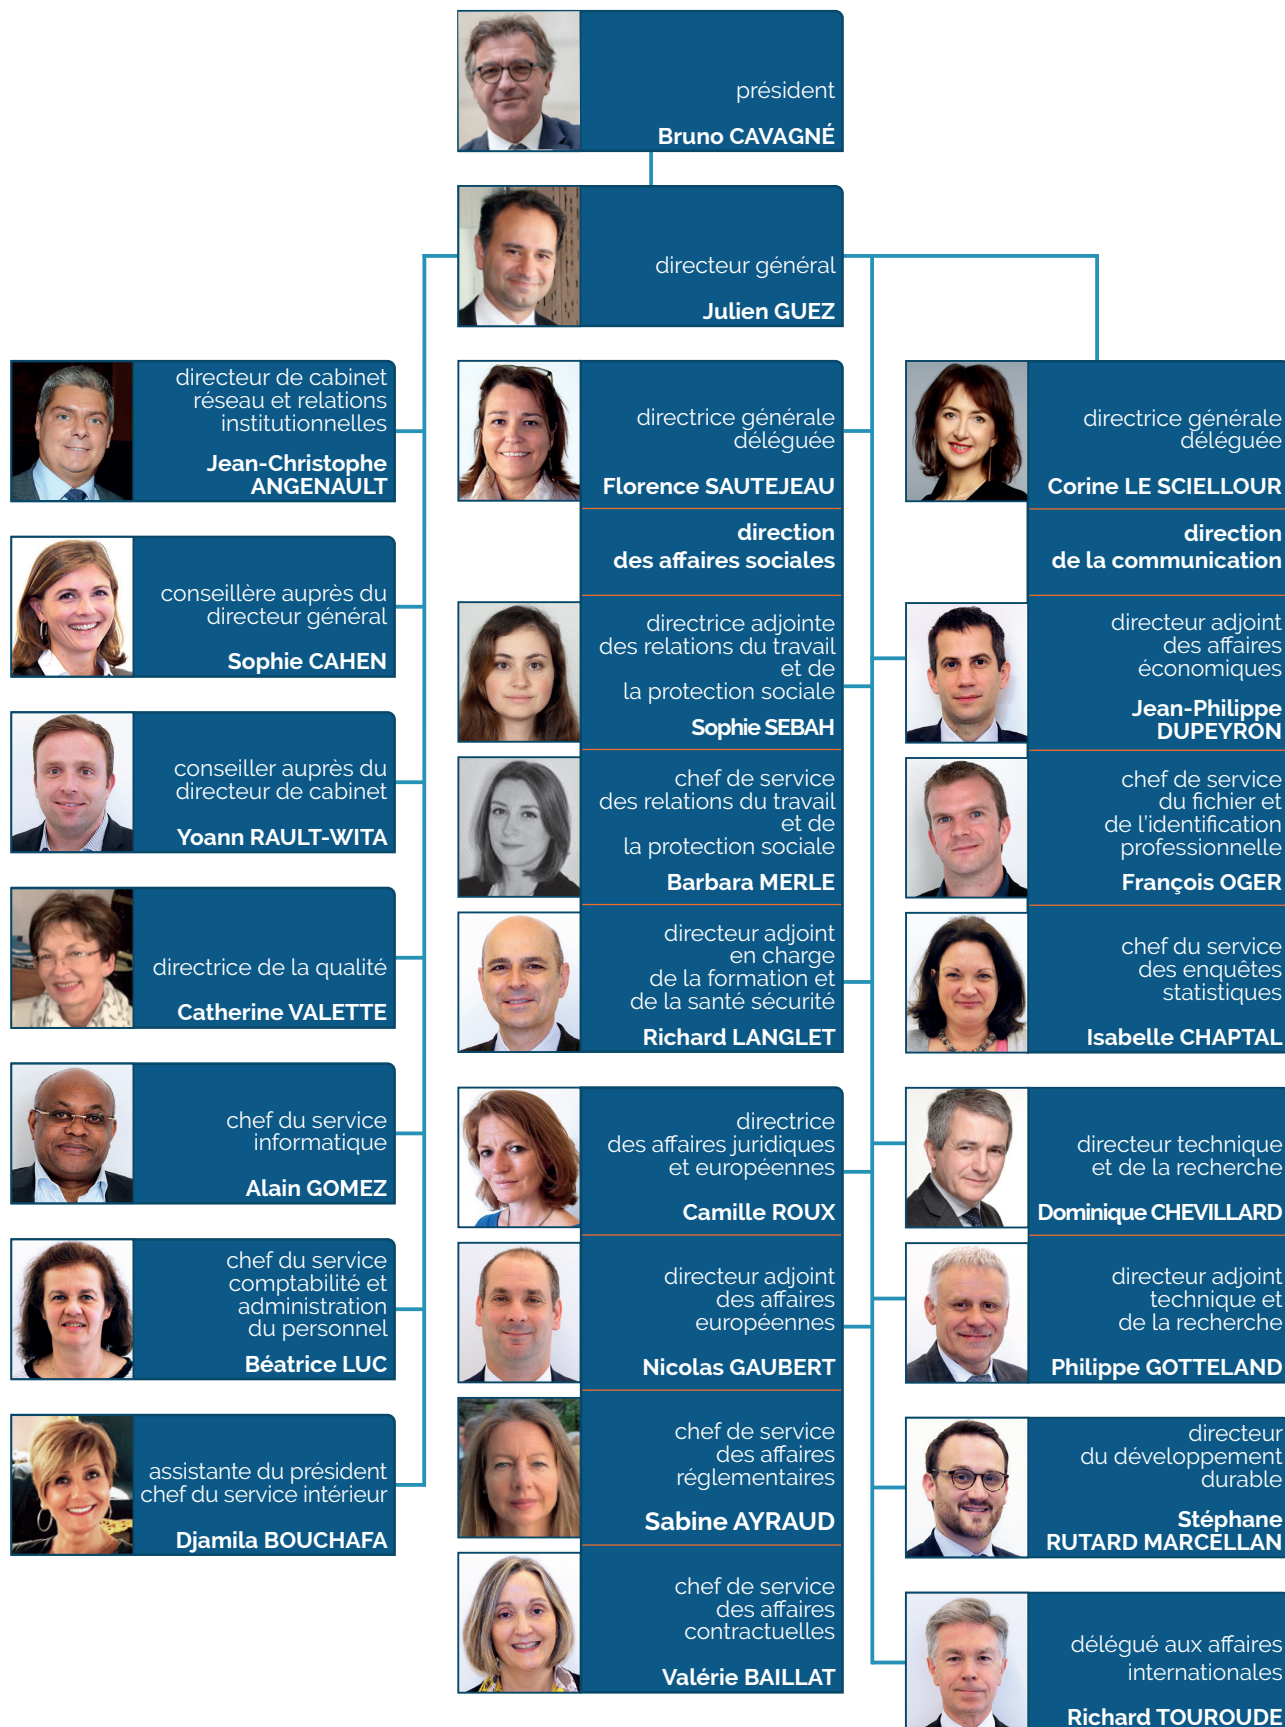 président
Bruno CAVAGNÉ
directeur général
Julien GUEZ
directeur de cabinet
réseau et relations
institutionnelles
Jean-Christophe
ANGENAULT
conseillère auprès du
directeur général
Sophie CAHEN
conseiller auprès du
directeur de cabinet
Yoann RAULT-WITA
directrice de la qualité
Catherine VALETTE
chef du service
informatique
Alain GOMEZ
chef du service
comptabilité et
administration
du personnel
Béatrice LUC
assistante du président
chef du service intérieur
Djamila BOUCHAFA
directrice générale
déléguée
Florence SAUTEJEAU
direction
des affaires sociales
directrice adjointe
des relations du travail
et de
la protection sociale
Sophie SEBAH
chef de service
des relations du travail
et de
la protection sociale
Barbara MERLE
directeur adjoint
en charge
de la formation et
de la santé sécurité
Richard LANGLET
directrice
des affaires juridiques
et européennes
Camille ROUX
directeur adjoint
des affaires
européennes
Nicolas GAUBERT
chef de service
des affaires
réglementaires
Sabine AYRAUD
chef de service
des affaires
contractuelles
Valérie BAILLAT
directrice générale
déléguée
Corine LE SCIELLOUR
direction
de la communication
directeur adjoint
des affaires
économiques
Jean-Philippe
DUPEYRON
chef de service
du fichier et
de l'identification
professionnelle
François OGER
chef du service
des enquêtes
statistiques
Isabelle CHAPTAL
directeur technique
et de la recherche
Dominique CHEVILLARD
directeur adjoint
technique et
de la recherche
Philippe GOTTELAND
directeur
du développement
durable
Stéphane
RUTARD MARCELLAN
délégué aux affaires
internationales
Richard TOUROUDE